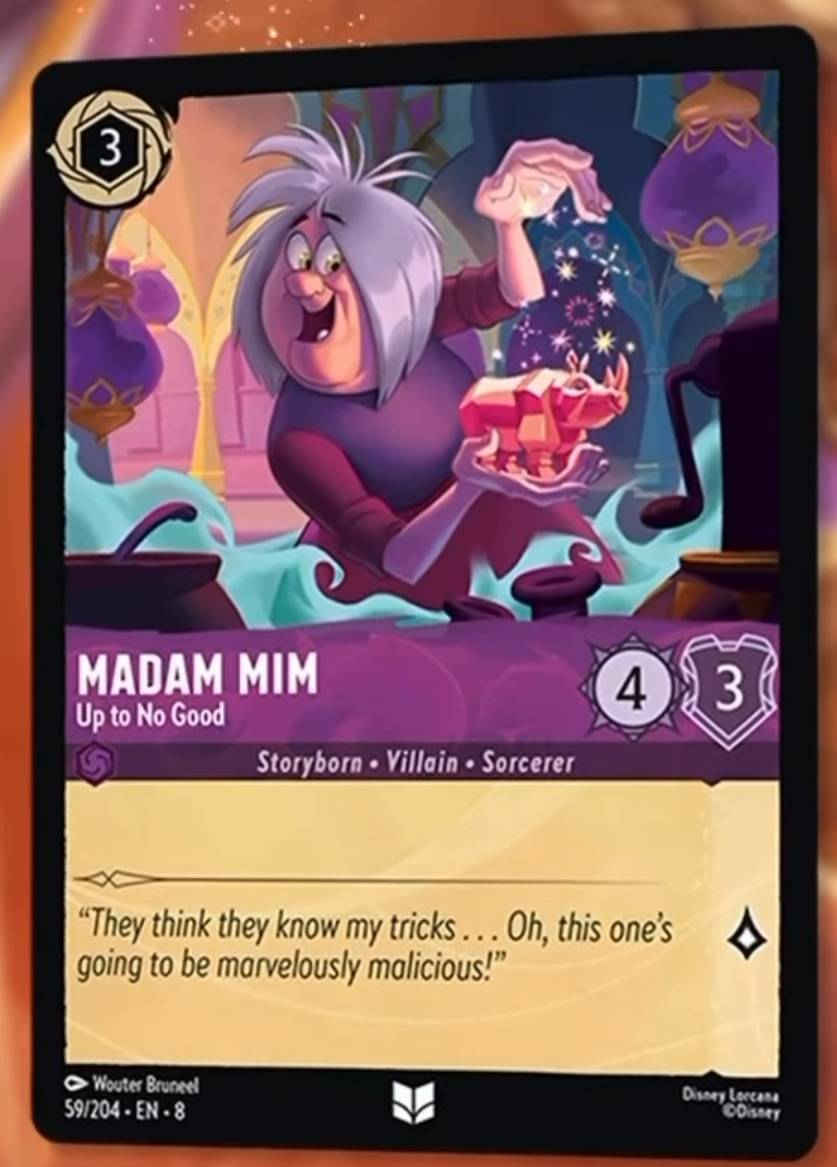 3
MADAM MIM
Up to No Good
4 3
Storyborn • Villain • Sorcerer
“They think they know my tricks . . . Oh, this one’s
going to be marvelously malicious!”
Wouter Bruneel
59/204 • EN • 8
Disney Lorcana
©Disney